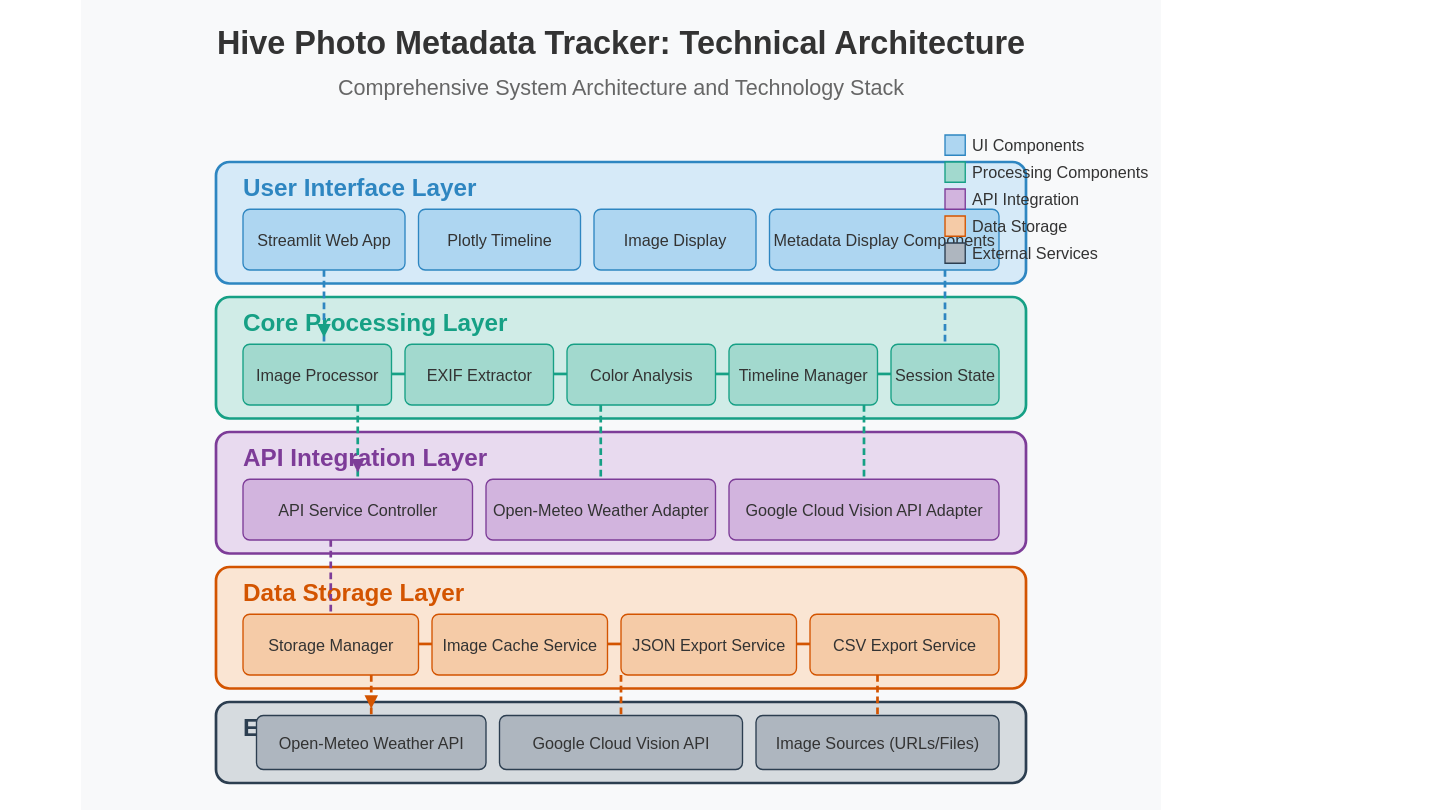 Hive Photo Metadata Tracker: Technical Architecture
Comprehensive System Architecture and Technology Stack
UI Components
Processing Components
API Integration
Data Storage
External Services
User Interface Layer
Streamlit Web App
Plotly Timeline
Image Display
Metadata Display Components
Core Processing Layer
Image Processor
EXIF Extractor
Color Analysis
Timeline Manager
Session State
API Integration Layer
API Service Controller
Open-Meteo Weather Adapter
Google Cloud Vision API Adapter
Data Storage Layer
Storage Manager
Image Cache Service
JSON Export Service
CSV Export Service
Open-Meteo Weather API
Google Cloud Vision API
Image Sources (URLs/Files)